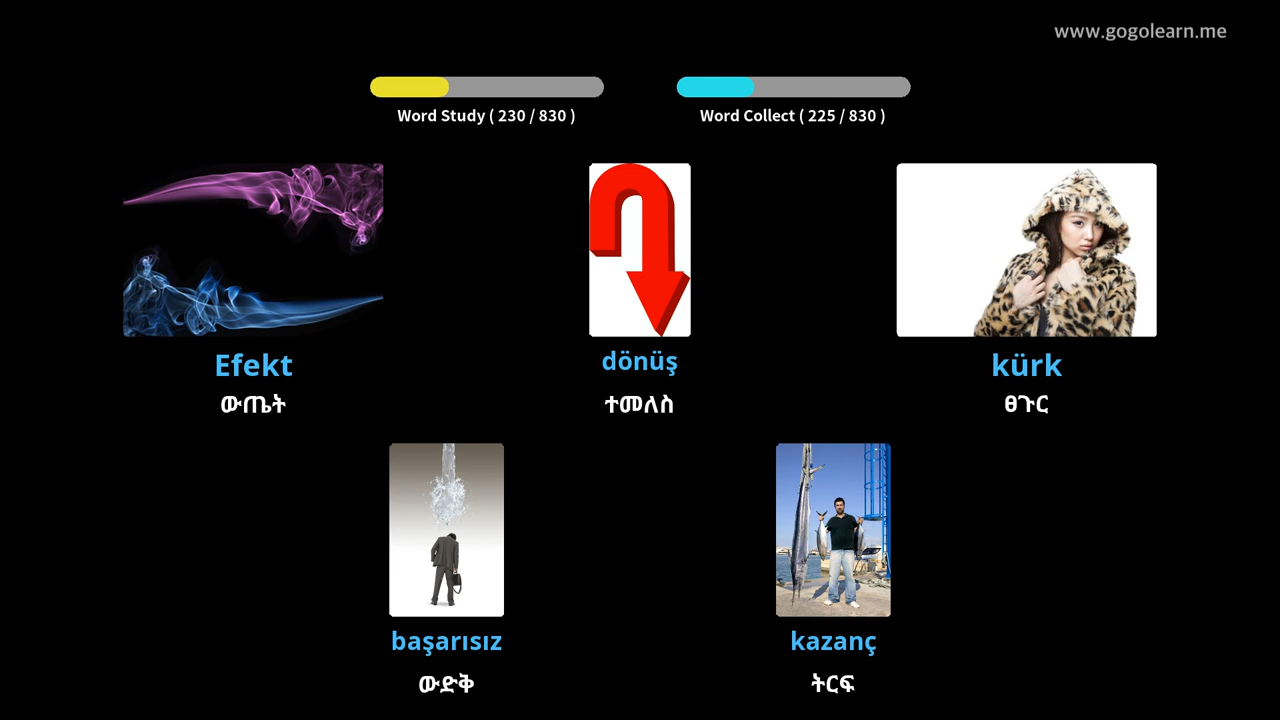 www.gogolearn.me
Word Study ( 230 / 830 )
Word Collect ( 225 / 830 )
Efekt
ውጤት
dönüş
ተመለስ
kürk
ፀጉር
başarısız
ውድቅ
kazanç
ትርፍ